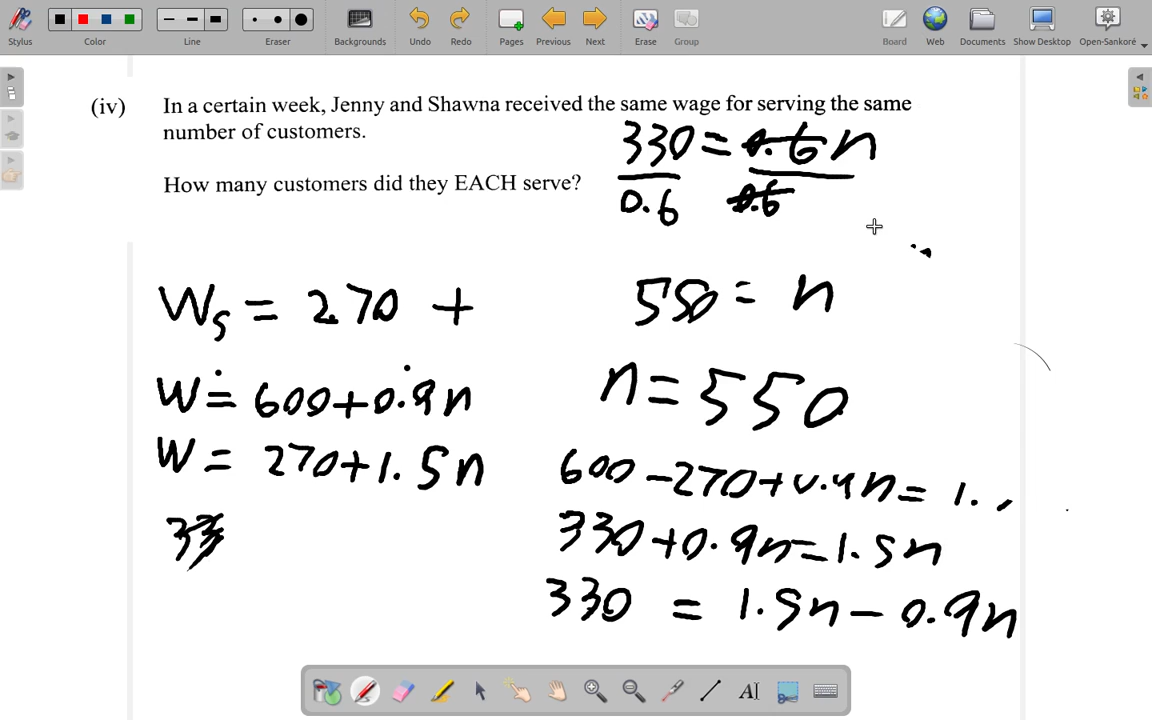 Stylus Color Line Eraser Backgrounds Undo Redo Pages Previous Next Erase Group Board Web Documents Show Desktop Open-Sankoré
(iv) In a certain week, Jenny and Shawna received the same wage for serving the same
number of customers.
How many customers did they EACH serve?
330 = 0.6n
0.6 0.6
550 = n
n = 550
Ws = 270 +
W = 600 + 0.9n
W = 270 + 1.5n
33
600 - 270 + 0.9n = 1.
330 + 0.9n = 1.5n
330 = 1.5n - 0.9n
AI